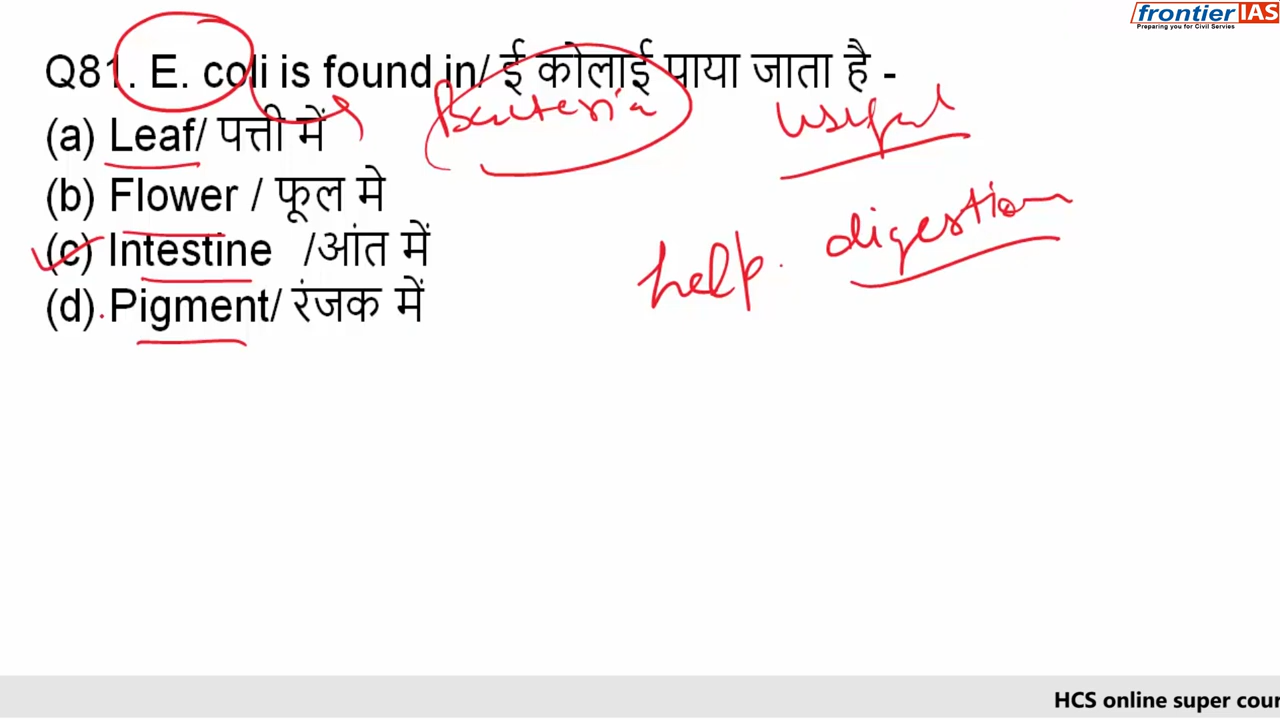 frontier IAS
Preparing you for Civil Servies
Q81. E. coli is found in/ ई कोलाई पाया जाता है -
Bacteria
useful
(a) Leaf/ पत्ती में
(b) Flower / फूल मे
digestion
(c) Intestine /आंत में
help.
(d). Pigment/ रंजक में
HCS online super cour